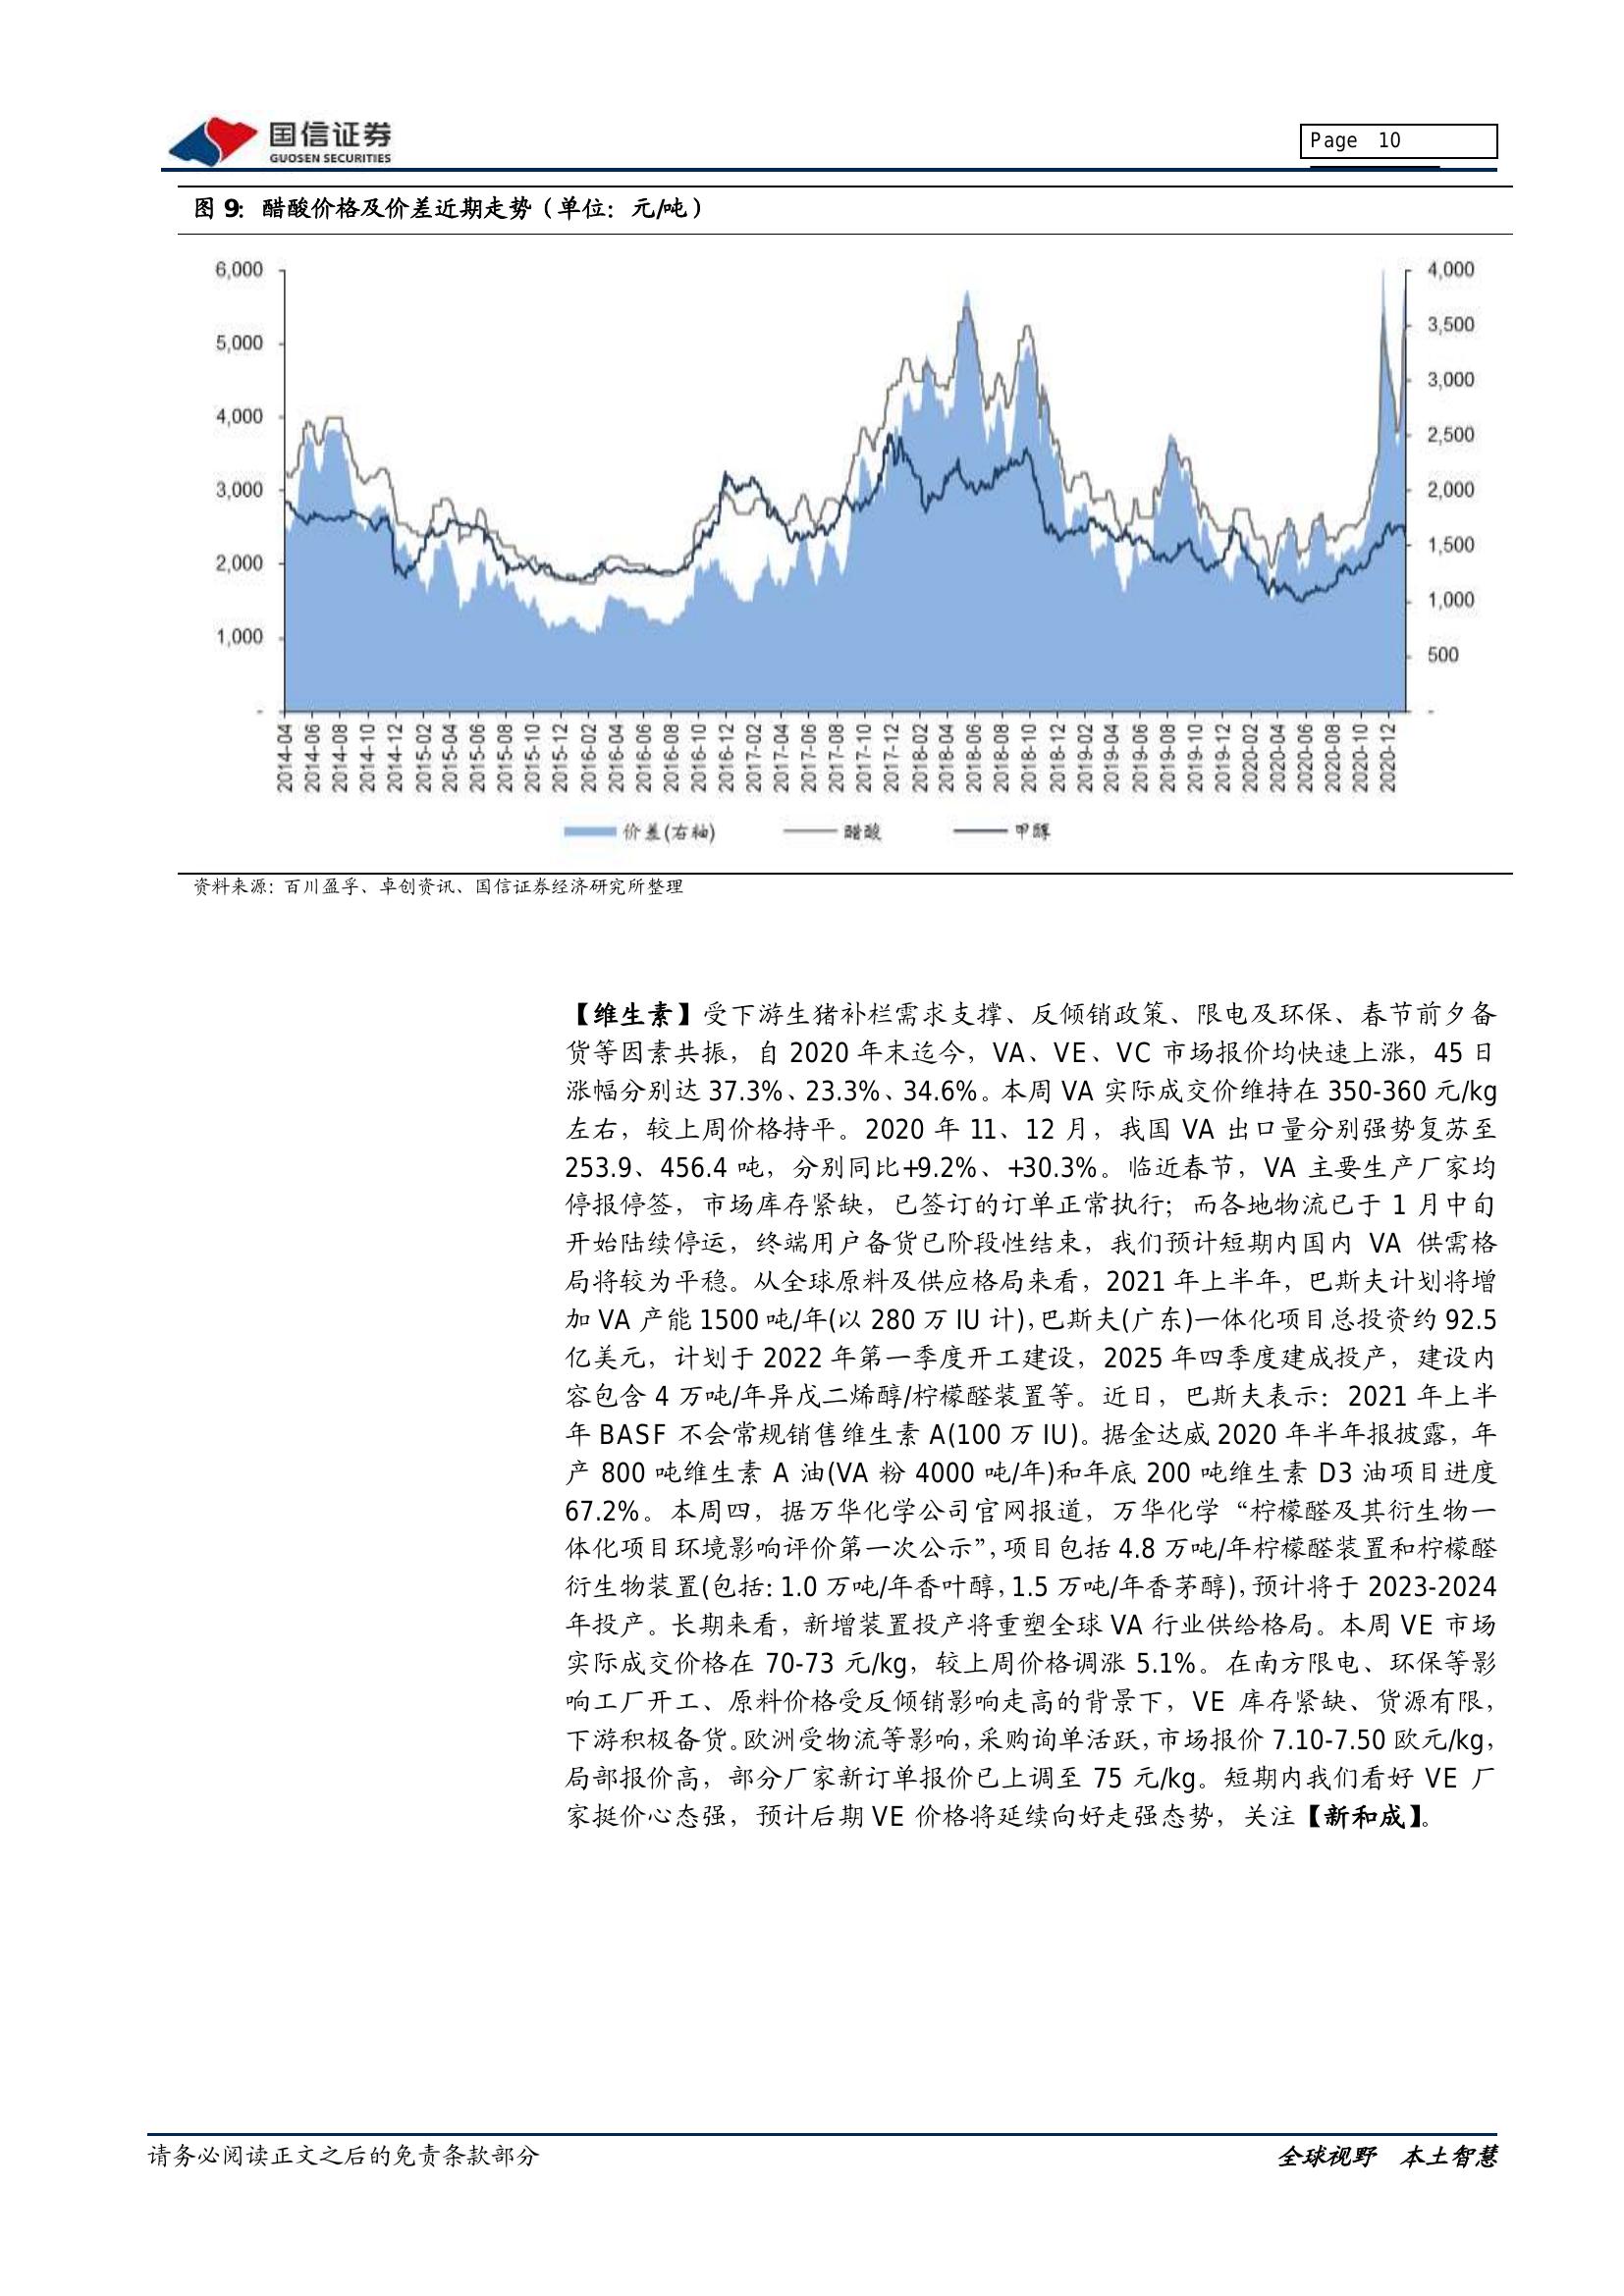 国信证券
GUOSEN SECURITIES
Page 10
图 9：醋酸价格及价差近期走势（单位：元/吨）
6,000
5,000
4,000
3,000
2,000
1,000
-
4,000
3,500
3,000
2,500
2,000
1,500
1,000
500
-
2014-04 2014-06 2014-08 2014-10 2014-12 2015-02 2015-04 2015-06 2015-08 2015-10 2015-12 2016-02 2016-04 2016-06 2016-08 2016-10 2016-12 2017-02 2017-04 2017-06 2017-08 2017-10 2017-12 2018-02 2018-04 2018-06 2018-08 2018-10 2018-12 2019-02 2019-04 2019-06 2019-08 2019-10 2019-12 2020-02 2020-04 2020-06 2020-08 2020-10 2020-12
价差(右轴) 醋酸 甲醇
资料来源：百川盈孚、卓创资讯、国信证券经济研究所整理
【维生素】受下游生猪补栏需求支撑、反倾销政策、限电及环保、春节前夕备
货等因素共振，自 2020 年末迄今，VA、VE、VC 市场报价均快速上涨，45 日
涨幅分别达 37.3%、23.3%、34.6%。本周 VA 实际成交价维持在 350-360 元/kg
左右，较上周价格持平。2020 年 11、12 月，我国 VA 出口量分别强势复苏至
253.9、456.4 吨，分别同比+9.2%、+30.3%。临近春节，VA 主要生产厂家均
停报停签，市场库存紧缺，已签订的订单正常执行；而各地物流已于 1 月中旬
开始陆续停运，终端用户备货已阶段性结束，我们预计短期内国内 VA 供需格
局将较为平稳。从全球原料及供应格局来看，2021 年上半年，巴斯夫计划将增
加 VA 产能 1500 吨/年(以 280 万 IU 计)，巴斯夫(广东)一体化项目总投资约 92.5
亿美元，计划于 2022 年第一季度开工建设，2025 年四季度建成投产，建设内
容包含 4 万吨/年异戊二烯醇/柠檬醛装置等。近日，巴斯夫表示：2021 年上半
年 BASF 不会常规销售维生素 A(100 万 IU)。据金达威 2020 年半年报披露，年
产 800 吨维生素 A 油(VA 粉 4000 吨/年)和年底 200 吨维生素 D3 油项目进度
67.2%。本周四，据万华化学公司官网报道，万华化学“柠檬醛及其衍生物一
体化项目环境影响评价第一次公示”，项目包括 4.8 万吨/年柠檬醛装置和柠檬醛
衍生物装置(包括：1.0 万吨/年香叶醇，1.5 万吨/年香茅醇)，预计将于 2023-2024
年投产。长期来看，新增装置投产将重塑全球 VA 行业供给格局。本周 VE 市场
实际成交价格在 70-73 元/kg，较上周价格调涨 5.1%。在南方限电、环保等影
响工厂开工、原料价格受反倾销影响走高的背景下，VE 库存紧缺、货源有限，
下游积极备货。欧洲受物流等影响，采购询单活跃，市场报价 7.10-7.50 欧元/kg，
局部报价高，部分厂家新订单报价已上调至 75 元/kg。短期内我们看好 VE 厂
家挺价心态强，预计后期 VE 价格将延续向好走强态势，关注【新和成】。
请务必阅读正文之后的免责条款部分
全球视野 本土智慧